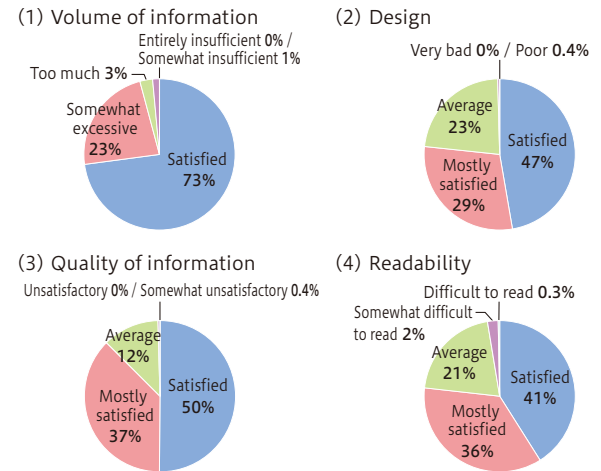 (1) Volume of information
Entirely insufficient 0% /
Somewhat insufficient 1%
Too much 3%
Somewhat
excessive
23%
Satisfied
73%
(2) Design
Very bad 0% / Poor 0.4%
Average
23%
Satisfied
47%
Mostly
satisfied
29%
(3) Quality of information
Unsatisfactory 0% / Somewhat unsatisfactory 0.4%
Average
12%
Satisfied
50%
Mostly
satisfied
37%
(4) Readability
Difficult to read 0.3%
Somewhat difficult
to read 2%
Average
21%
Satisfied
41%
Mostly
satisfied
36%